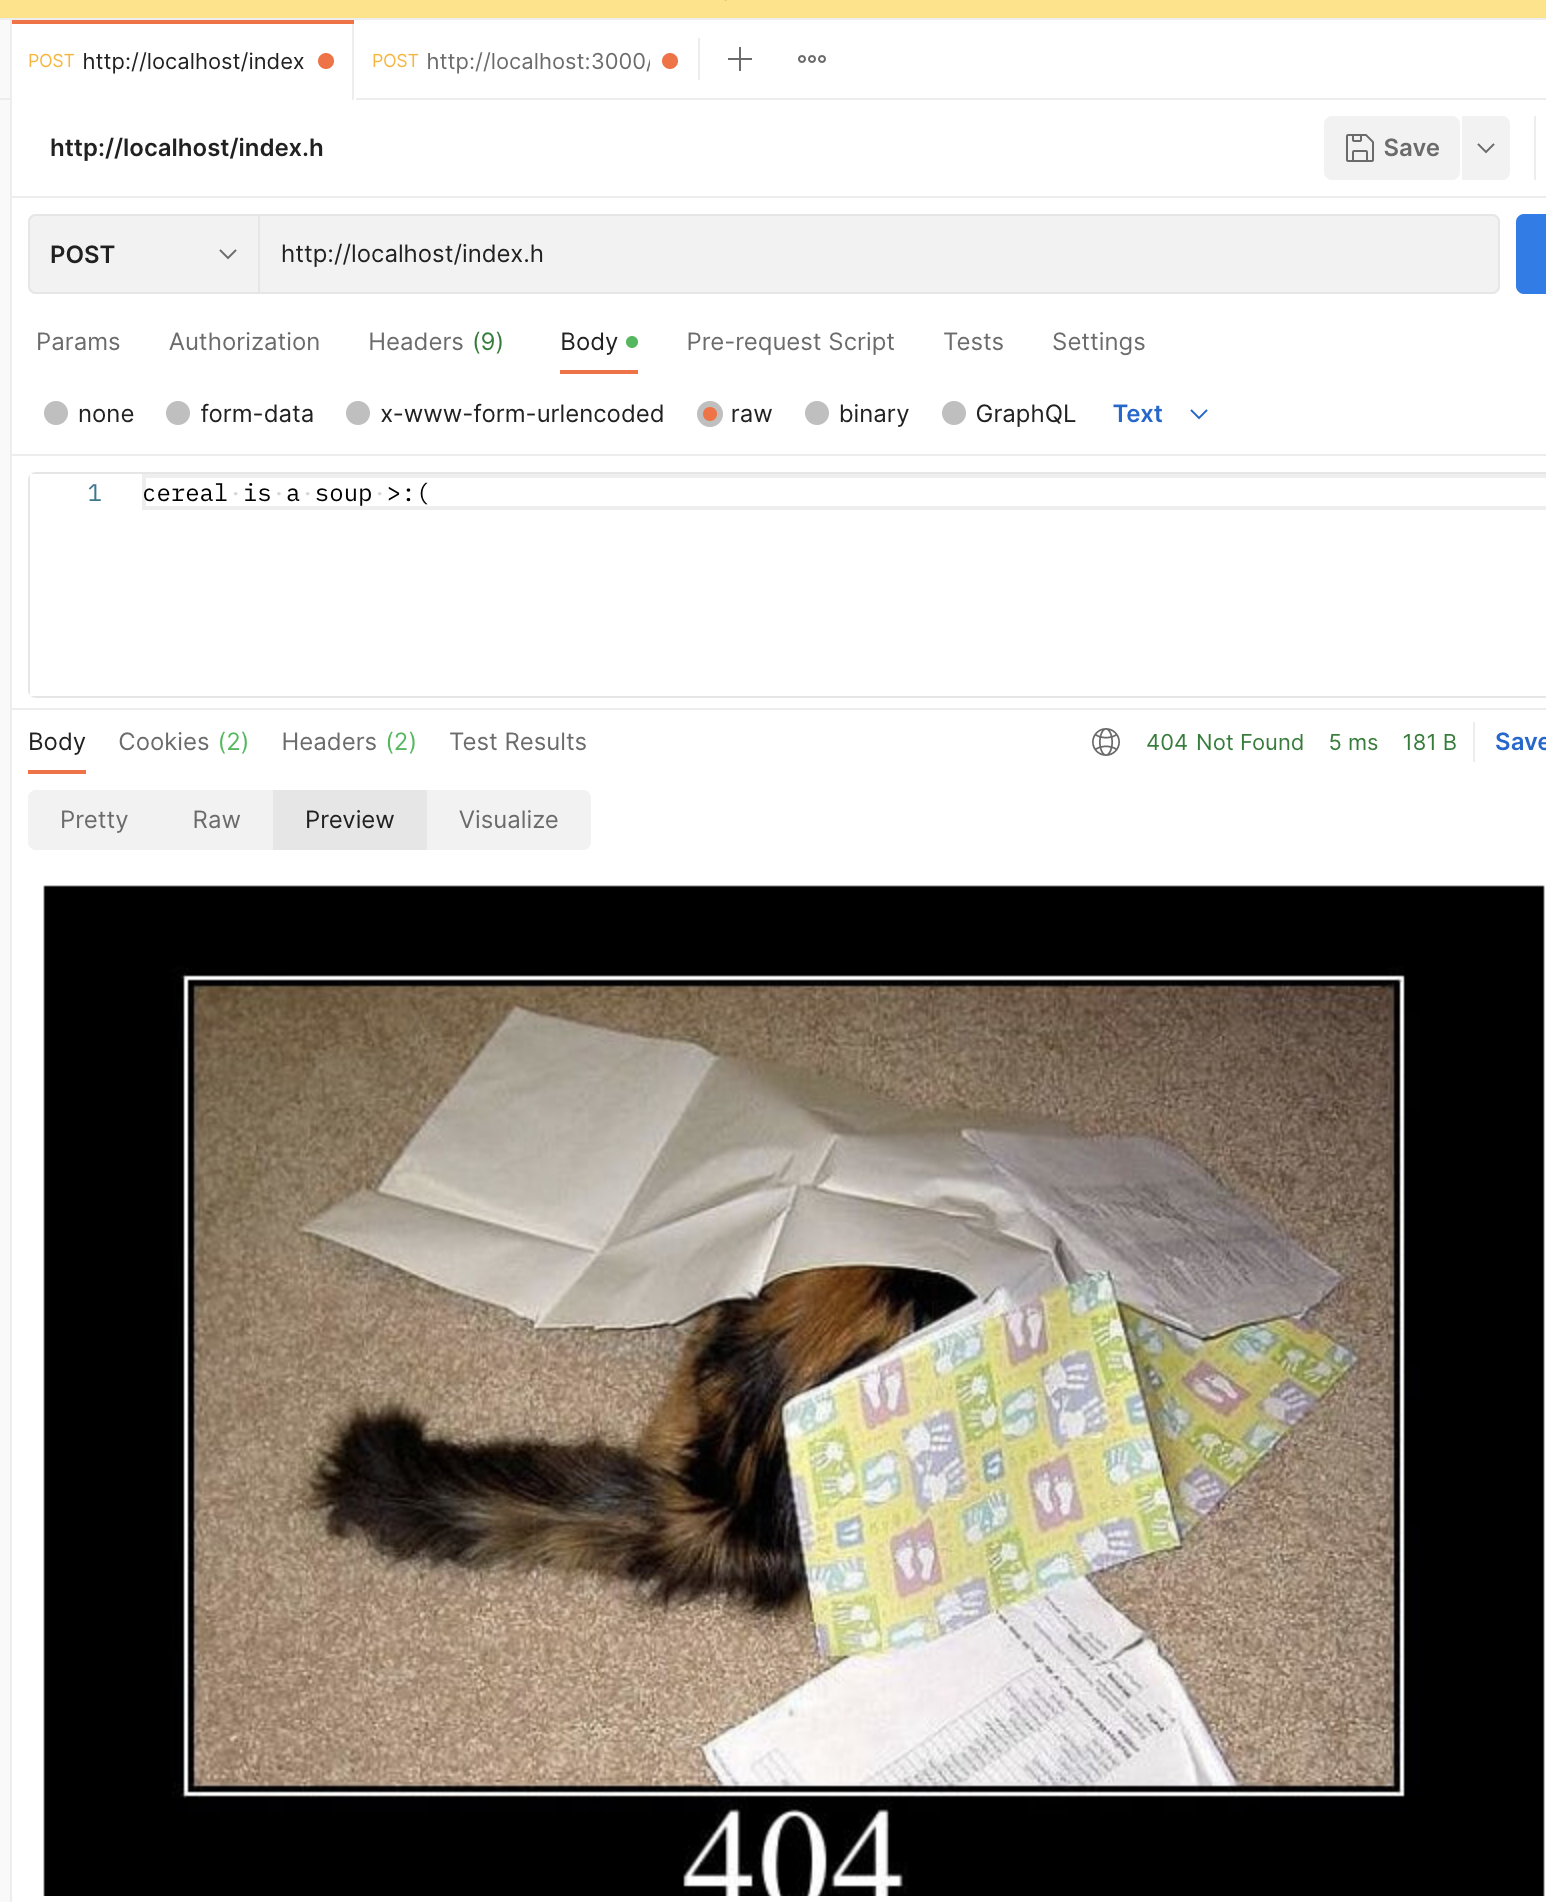 POST http://localhost/index
POST http://localhost:3000/
http://localhost/index.h
Save
POST http://localhost/index.h
Params Authorization Headers (9) Body Pre-request Script Tests Settings
none form-data x-www-form-urlencoded raw binary GraphQL Text
1 cereal is a soup >:(
Body Cookies (2) Headers (2) Test Results 404 Not Found 5 ms 181 B Save
Pretty Raw Preview Visualize
404